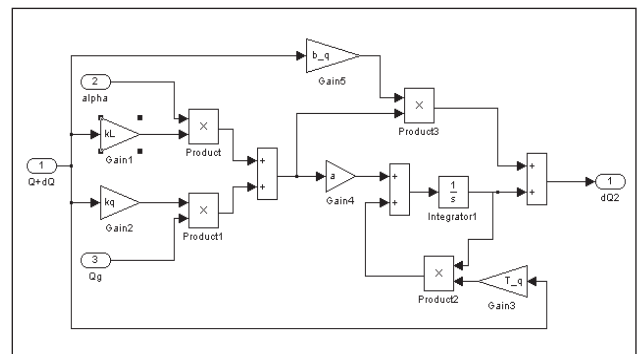 b_q
Gain5
2
alpha
×
Product
×
Product3
kL
Gain1
1
Q+dQ
+
+
a
Gain4
+
+
1
s
Integrator1
+
+
1
dQ2
kq
Gain2
×
Product1
3
Qg
×
Product2
T_q
Gain3